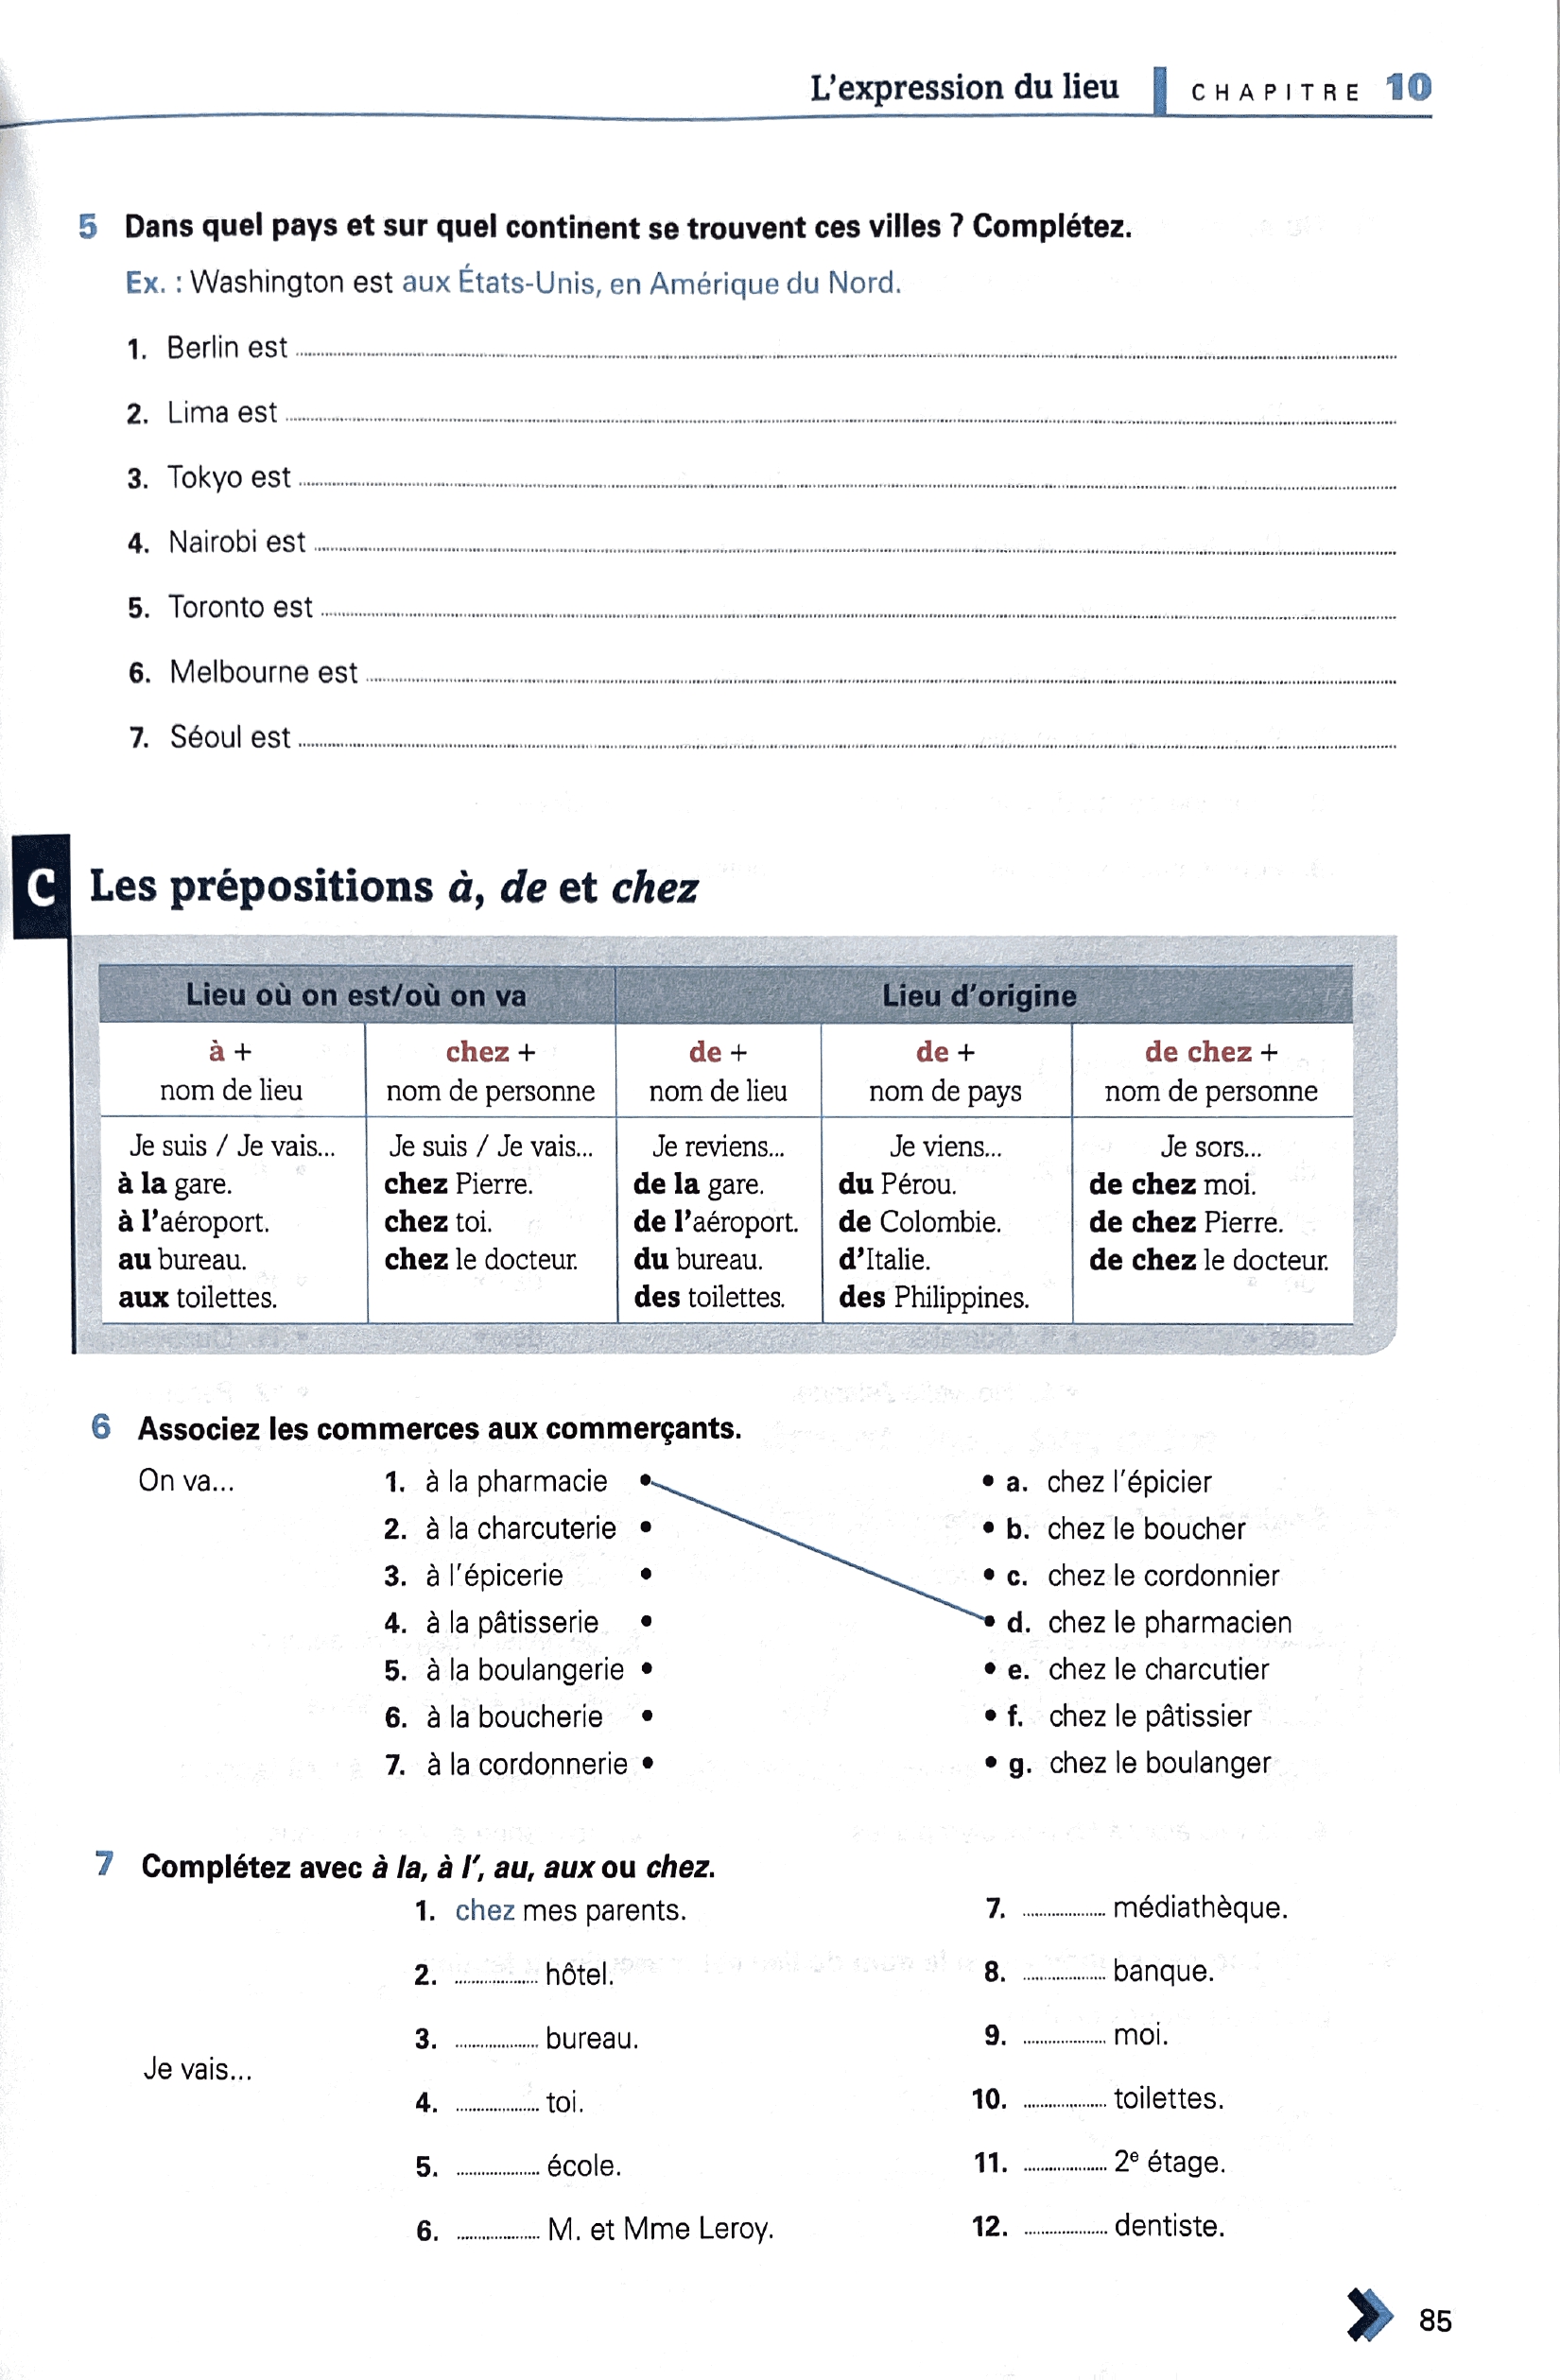 L'expression du lieu | CHAPITRE 10
5 Dans quel pays et sur quel continent se trouvent ces villes ? Complétez.
Ex. : Washington est aux États-Unis, en Amérique du Nord.
1. Berlin est
2. Lima est
3. Tokyo est
4. Nairobi est
5. Toronto est
6. Melbourne est
7. Séoul est
C Les prépositions à, de et chez
Lieu où on est/où on va Lieu d'origine
à + chez + de + de + de chez +
nom de lieu nom de personne nom de lieu nom de pays nom de personne
Je suis / Je vais... Je suis / Je vais... Je reviens... Je viens... Je sors...
à la gare. chez Pierre. de la gare. du Pérou. de chez moi.
à l'aéroport. chez toi. de l'aéroport. de Colombie. de chez Pierre.
au bureau. chez le docteur. du bureau. d'Italie. de chez le docteur.
aux toilettes. des toilettes. des Philippines.
6 Associez les commerces aux commerçants.
On va... 1. à la pharmacie • • a. chez l'épicier
2. à la charcuterie • • b. chez le boucher
3. à l'épicerie • • c. chez le cordonnier
4. à la pâtisserie • • d. chez le pharmacien
5. à la boulangerie • • e. chez le charcutier
6. à la boucherie • • f. chez le pâtissier
7. à la cordonnerie • • g. chez le boulanger
7 Complétez avec à la, à l', au, aux ou chez.
1. chez mes parents. 7. ............ médiathèque.
2. ............ hôtel. 8. ............ banque.
3. ............ bureau. 9. ............ moi.
Je vais...
4. ............ toi. 10. ............ toilettes.
5. ............ école. 11. ............ 2e étage.
6. ............ M. et Mme Leroy. 12. ............ dentiste.
85